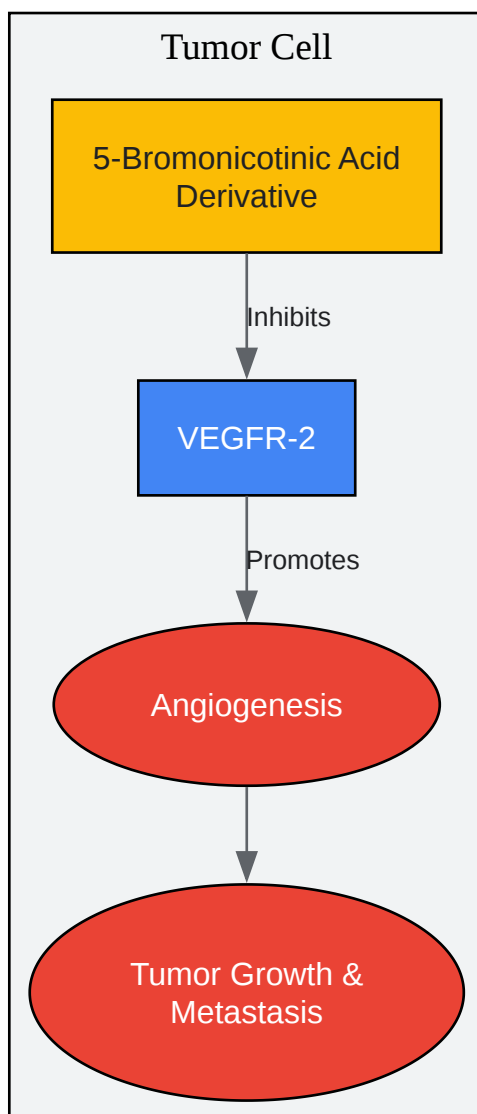 Tumor Cell
5-Bromonicotinic Acid
Derivative
Inhibits
VEGFR-2
Promotes
Angiogenesis
Tumor Growth &
Metastasis